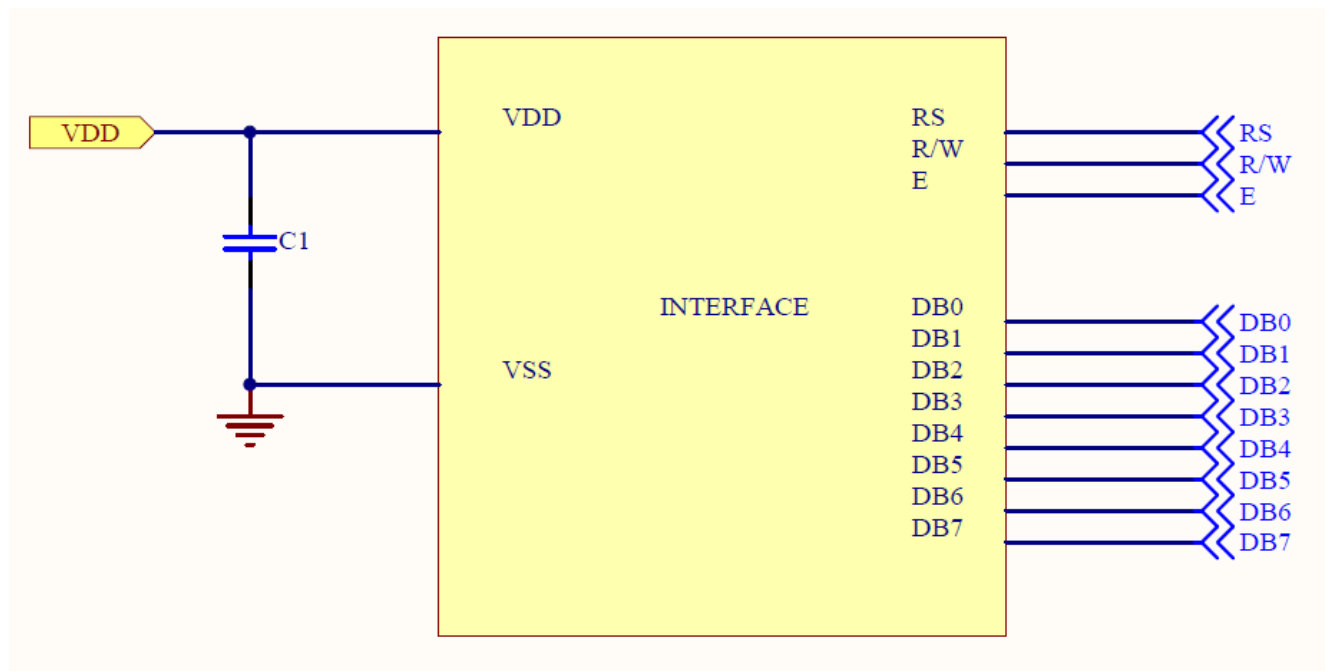 VDD
C1
VDD
VSS
INTERFACE
RS
R/W
E
DB0
DB1
DB2
DB3
DB4
DB5
DB6
DB7
RS
R/W
E
DB0
DB1
DB2
DB3
DB4
DB5
DB6
DB7